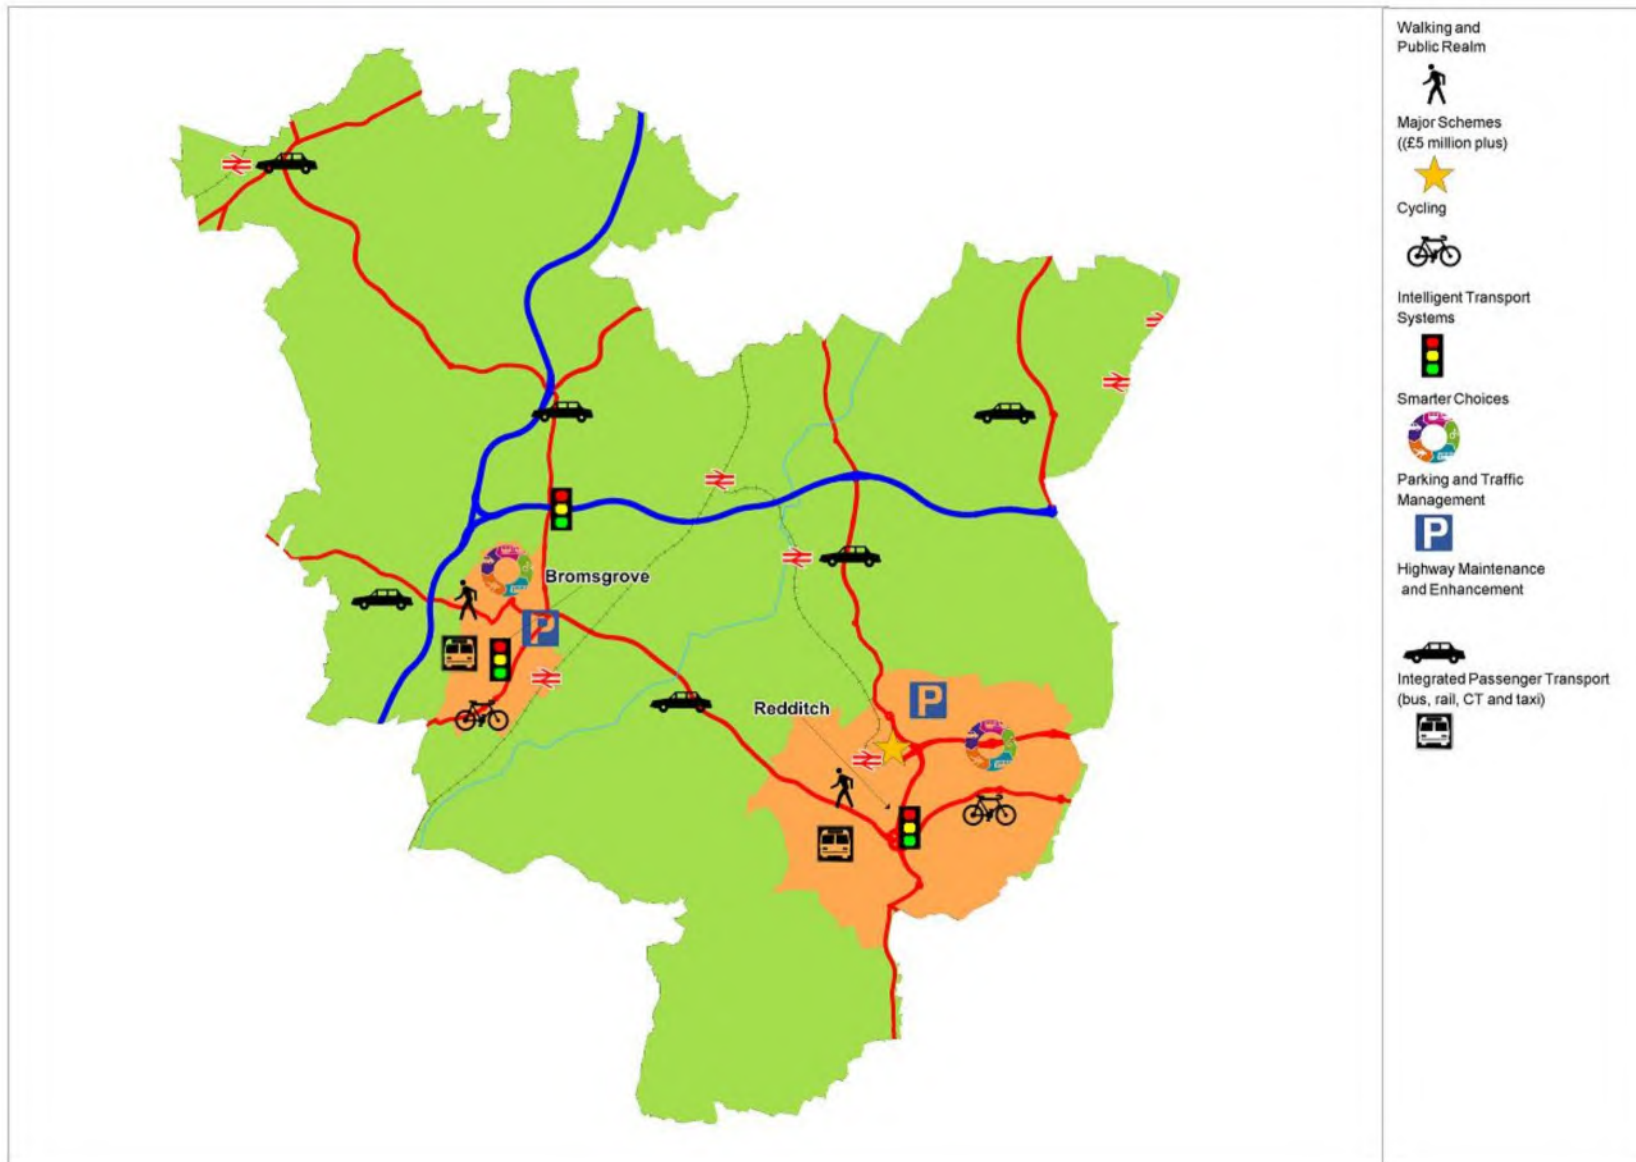 Walking and
Public Realm
Major Schemes
((£5 million plus)
Cycling
Intelligent Transport
Systems
Smarter Choices
Parking and Traffic
Management
P
Highway Maintenance
and Enhancement
Integrated Passenger Transport
(bus, rail, CT and taxi)
Bromsgrove
P
Redditch
P